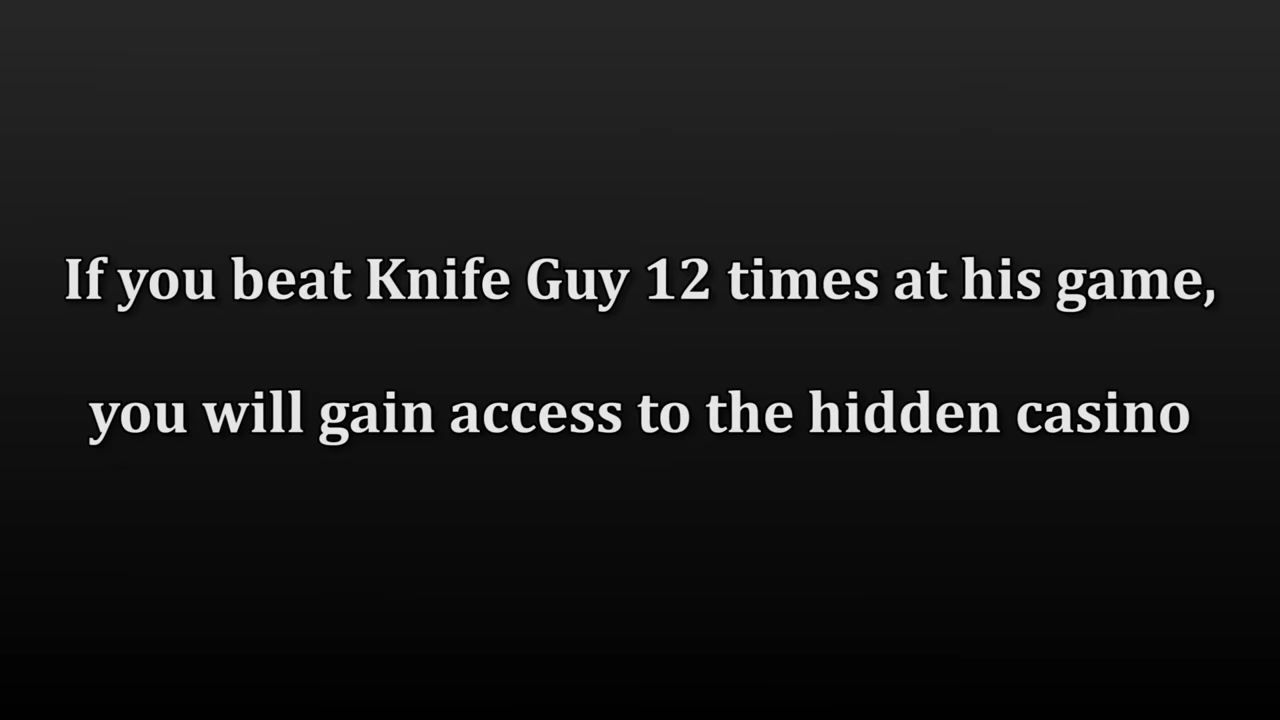 If you beat Knife Guy 12 times at his game,
you will gain access to the hidden casino